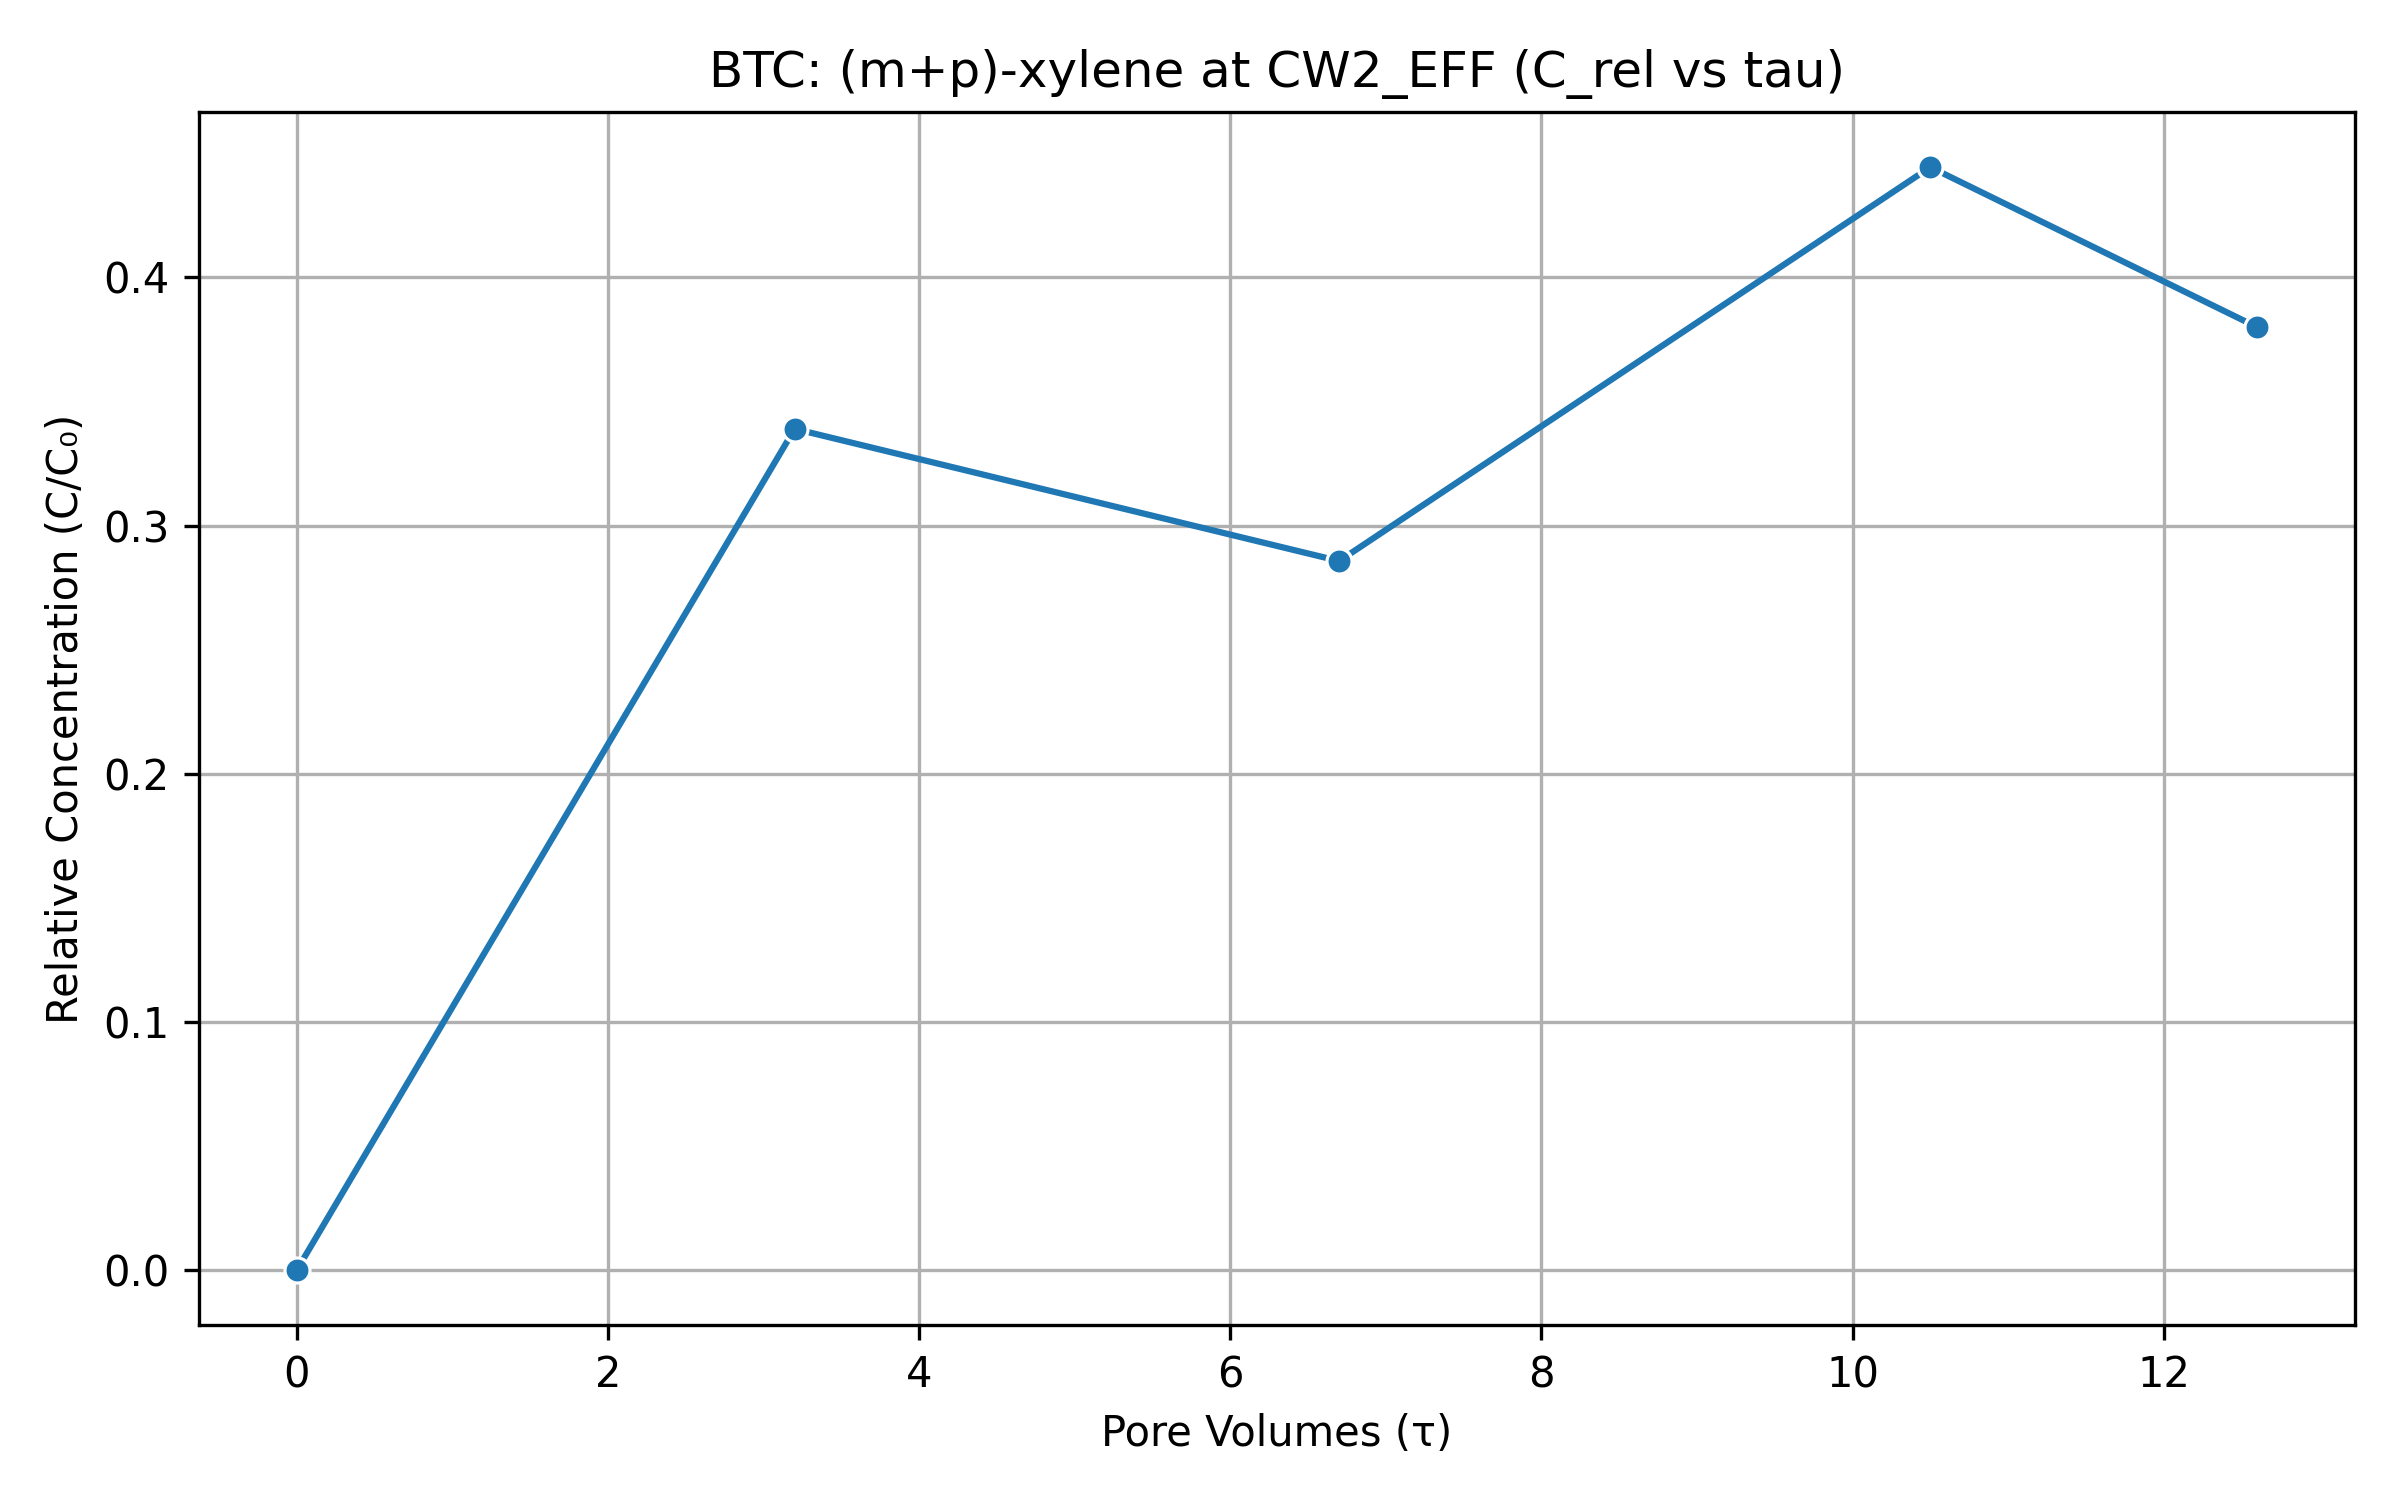 BTC: (m+p)-xylene at CW2_EFF (C_rel vs tau)
Relative Concentration (C/C₀)
0.4
0.3
0.2
0.1
0.0
0 2 4 6 8 10 12
Pore Volumes (τ)